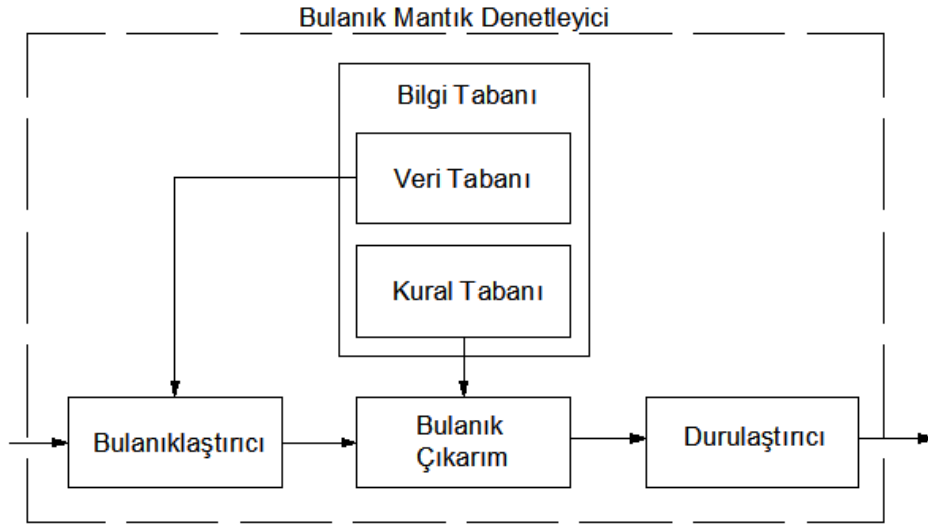 Bulanık Mantık Denetleyici
Bilgi Tabanı
Veri Tabanı
Kural Tabanı
Bulanıklaştırıcı
Bulanık
Çıkarım
Durulaştırıcı